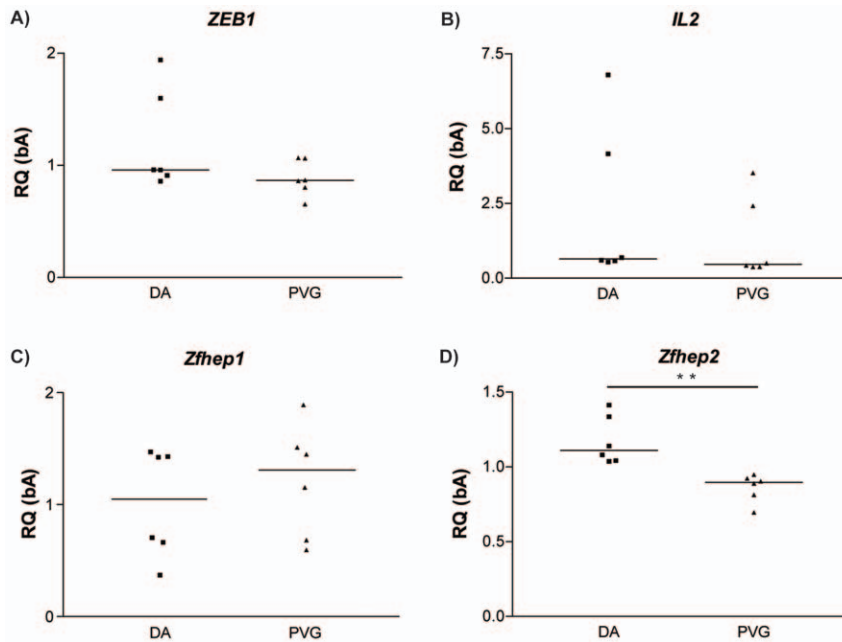 A)
ZEB1
2
1
0
RQ (bA)
DA
PVG
B)
IL2
7.5
5.0
2.5
0.0
RQ (bA)
DA
PVG
C)
Zfhep1
2
1
0
RQ (bA)
DA
PVG
D)
Zfhep2
* *
1.5
1.0
0.5
0.0
RQ (bA)
DA
PVG